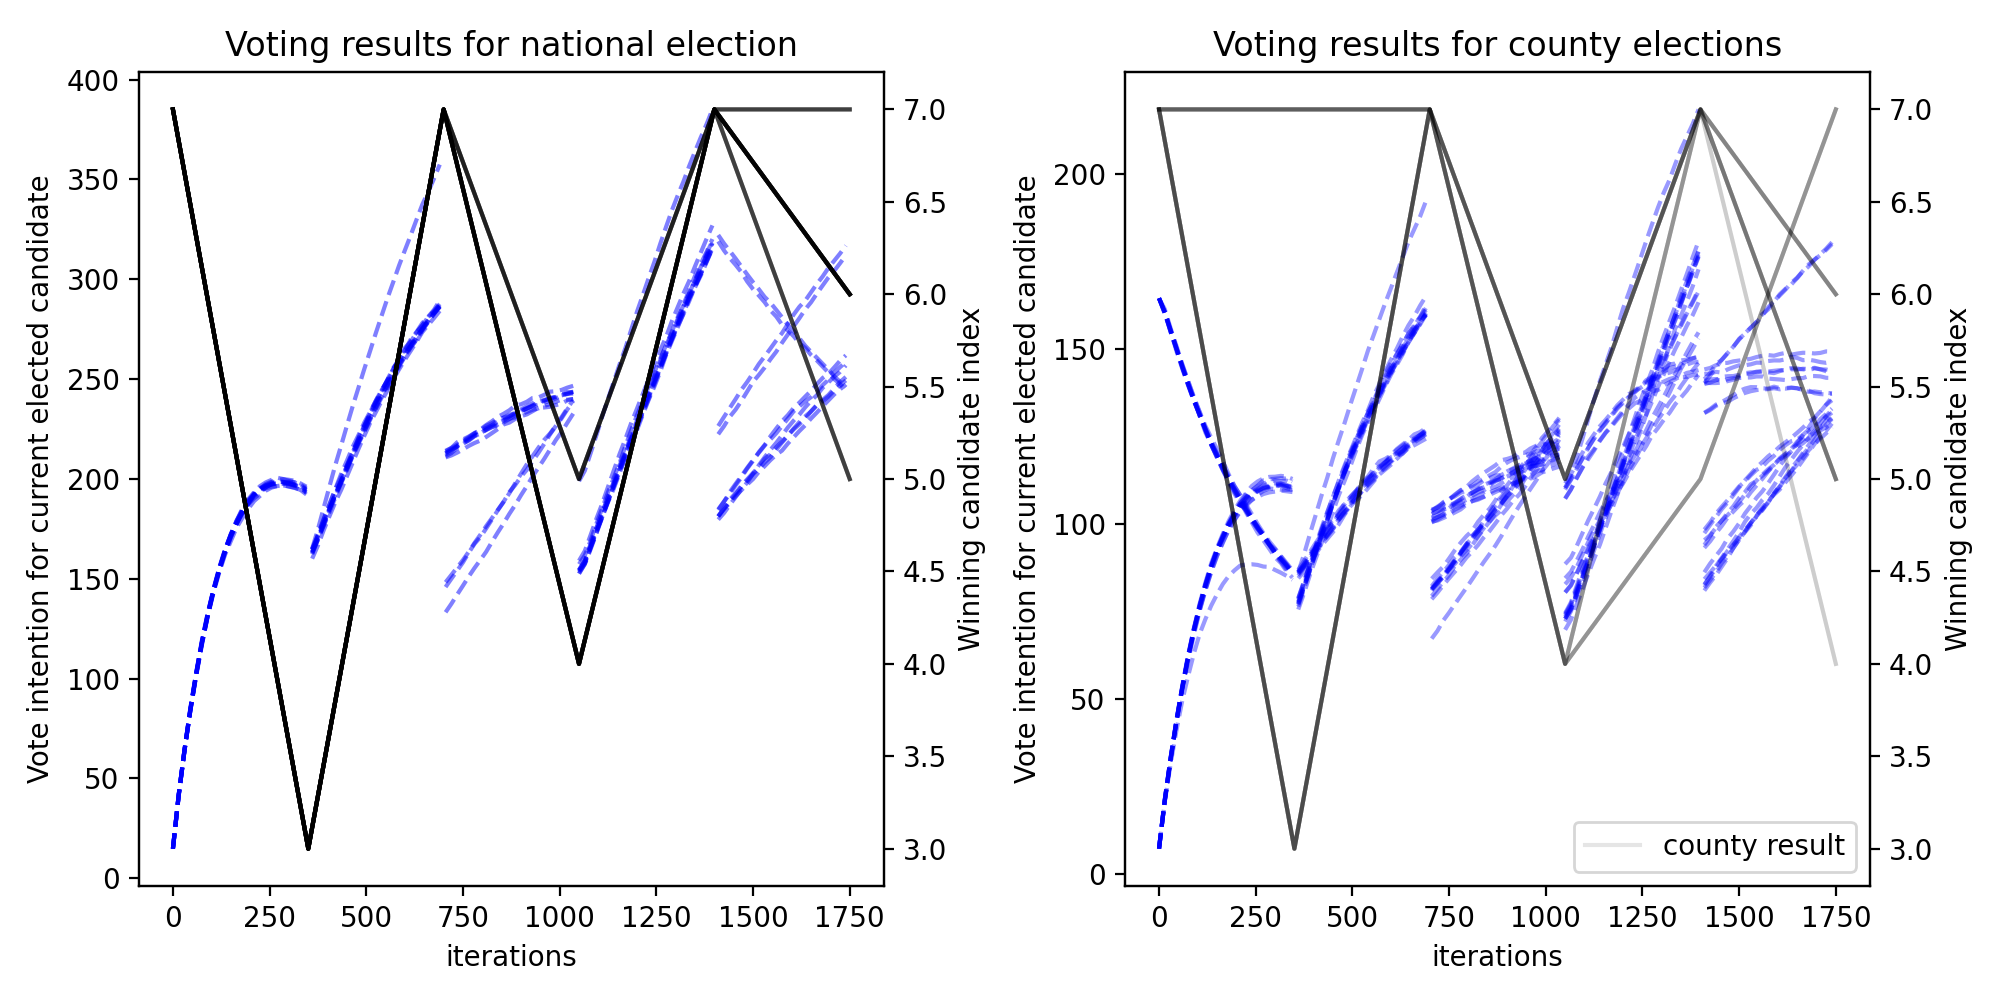 Voting results for national election
Vote intention for current elected candidate
400
350
300
250
200
150
100
50
0
0 250 500 750 1000 1250 1500 1750
iterations
7.0
6.5
6.0
5.5
5.0
4.5
4.0
3.5
3.0
Winning candidate index
Voting results for county elections
Vote intention for current elected candidate
200
150
100
50
0
0 250 500 750 1000 1250 1500 1750
iterations
7.0
6.5
6.0
5.5
5.0
4.5
4.0
3.5
3.0
Winning candidate index
county result